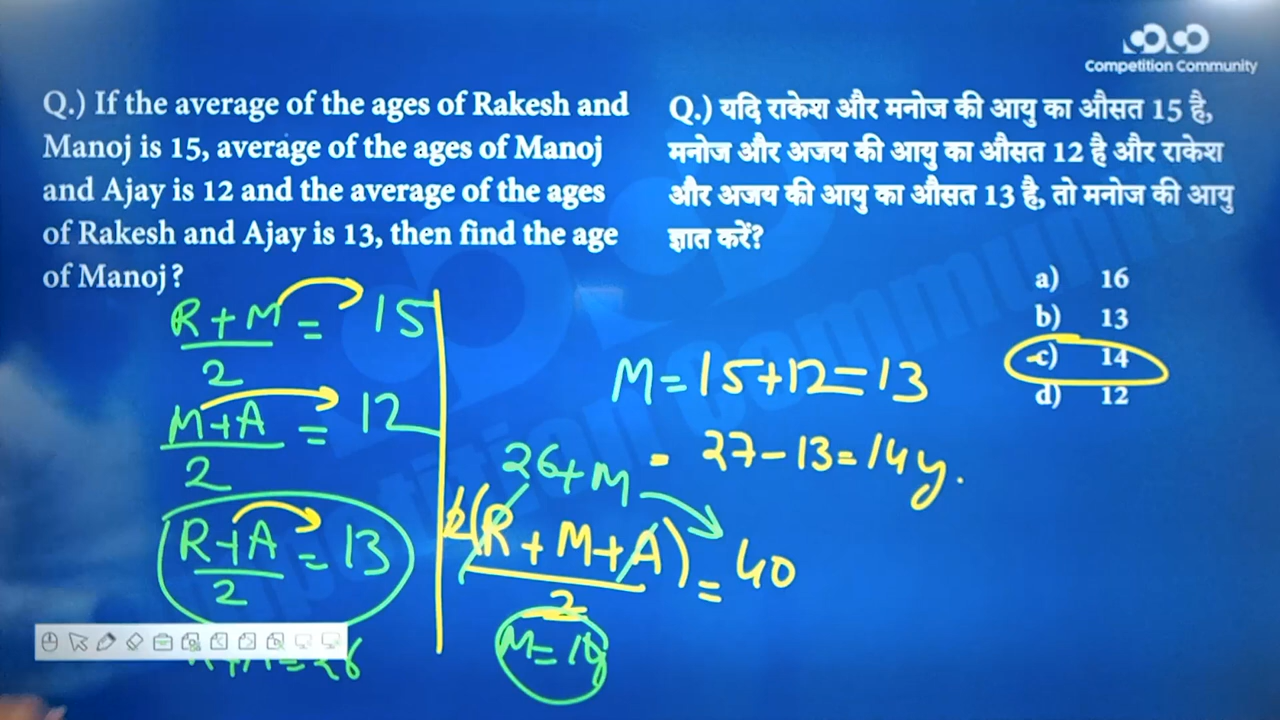 Competition Community
Q.) If the average of the ages of Rakesh and
Manoj is 15, average of the ages of Manoj
and Ajay is 12 and the average of the ages
of Rakesh and Ajay is 13, then find the age
of Manoj?
Q.) यदि राकेश और मनोज की आयु का औसत 15 है,
मनोज और अजय की आयु का औसत 12 है और राकेश
और अजय की आयु का औसत 13 है, तो मनोज की आयु
ज्ञात करें?
a) 16
b) 13
c) 14
d) 12
R+M = 15
2
M+A = 12
2
R+A = 13
2
M=15+12=13
= 27-13=14y.
26+M
2(R+M+A) = 40
2
M=14